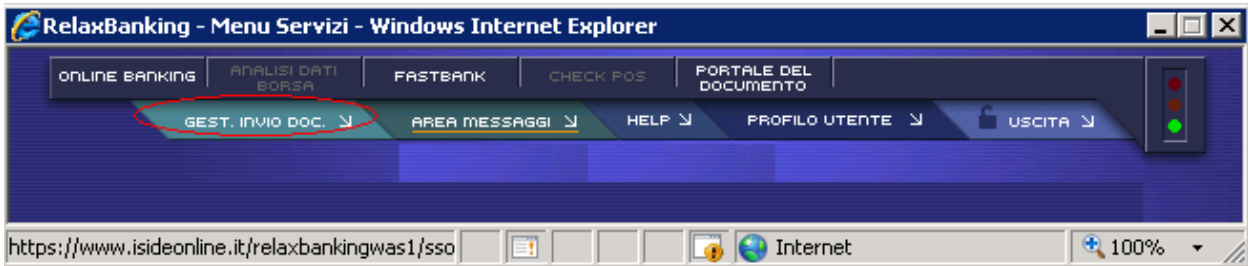 RelaxBanking - Menu Servizi - Windows Internet Explorer
ONLINE BANKING
ANALISI DATI
BORSA
FASTBANK
CHECK POS
PORTALE DEL
DOCUMENTO
GEST. INVIO DOC.
AREA MESSAGGI
HELP
PROFILO UTENTE
USCITA
https://www.isideonline.it/relaxbankingwas1/sso
Internet
100%